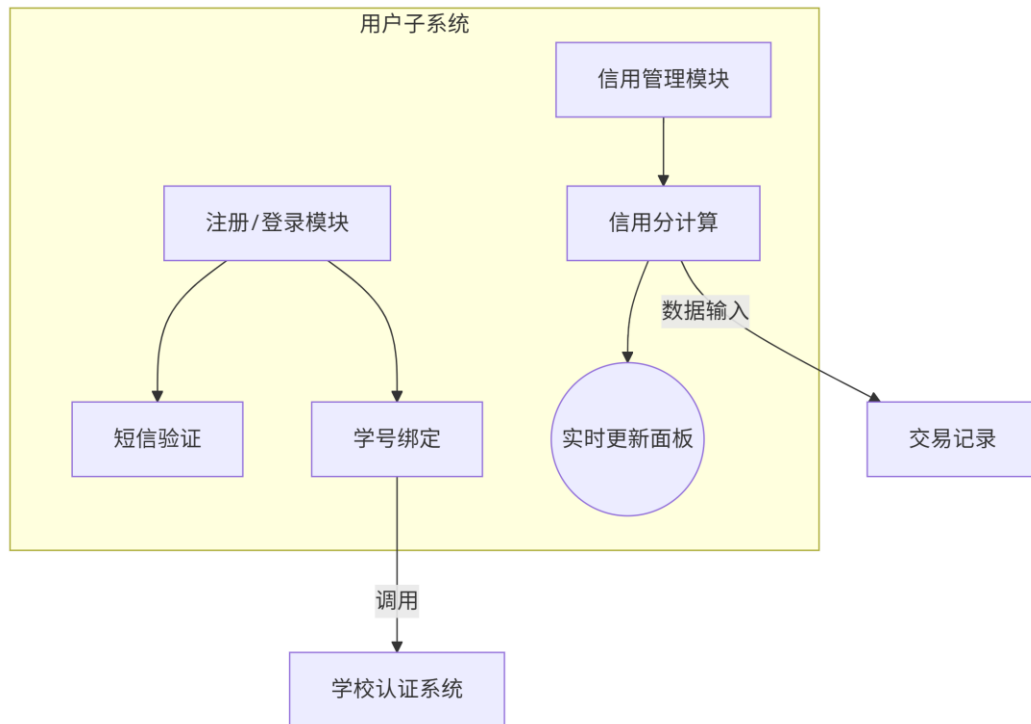 用户子系统
信用管理模块
注册/登录模块
信用分计算
数据输入
短信验证
学号绑定
实时更新面板
交易记录
调用
学校认证系统